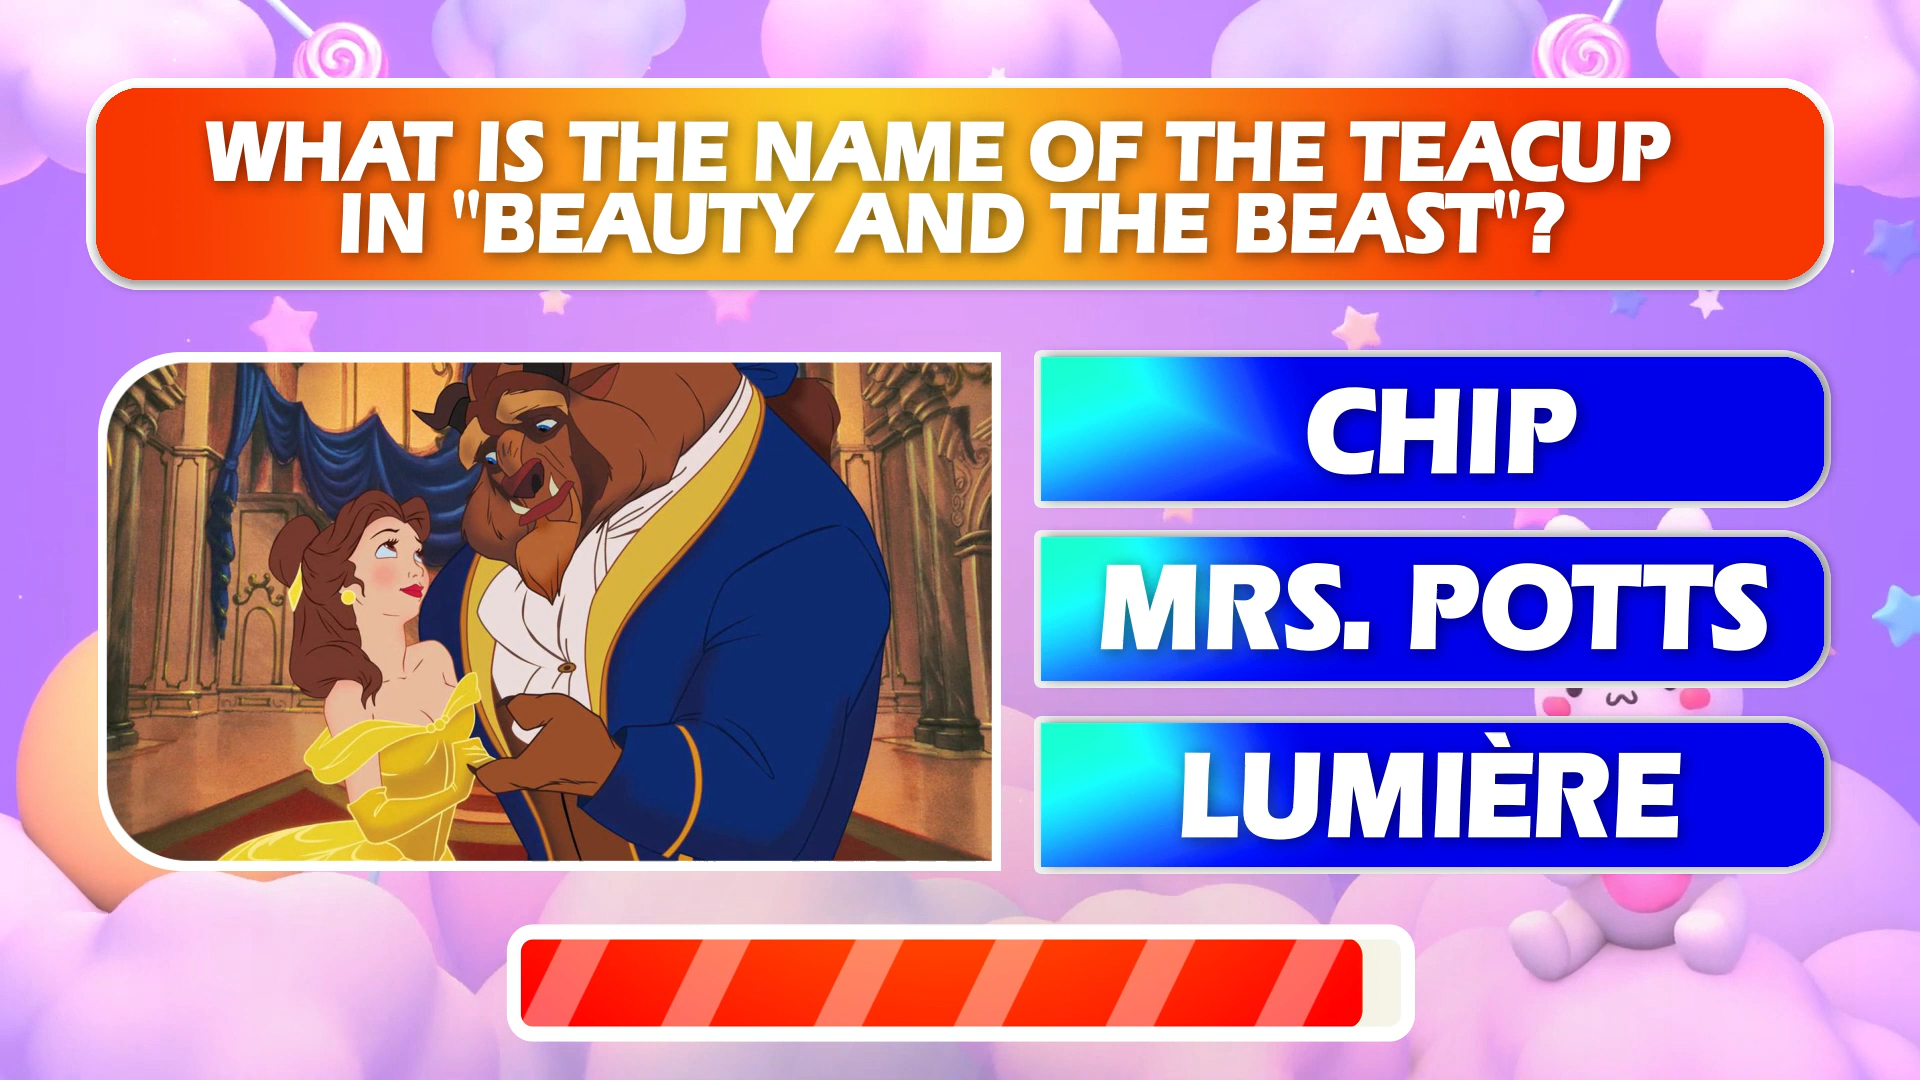 WHAT IS THE NAME OF THE TEACUP
IN "BEAUTY AND THE BEAST"?
CHIP
MRS. POTTS
LUMIÈRE